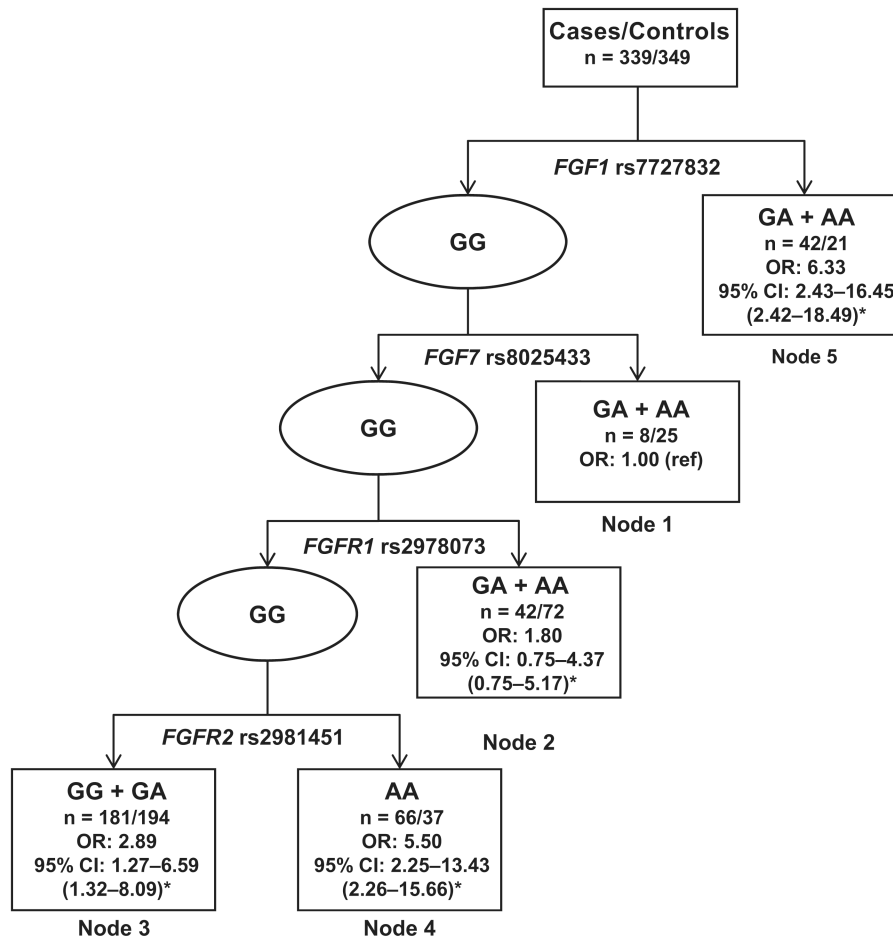 Cases/Controls
n = 339/349
FGF1 rs7727832
GG
GA + AA
n = 42/21
OR: 6.33
95% CI: 2.43–16.45
(2.42–18.49)*
Node 5
FGF7 rs8025433
GG
GA + AA
n = 8/25
OR: 1.00 (ref)
Node 1
FGFR1 rs2978073
GG
GA + AA
n = 42/72
OR: 1.80
95% CI: 0.75–4.37
(0.75–5.17)*
Node 2
FGFR2 rs2981451
GG + GA
n = 181/194
OR: 2.89
95% CI: 1.27–6.59
(1.32–8.09)*
Node 3
AA
n = 66/37
OR: 5.50
95% CI: 2.25–13.43
(2.26–15.66)*
Node 4